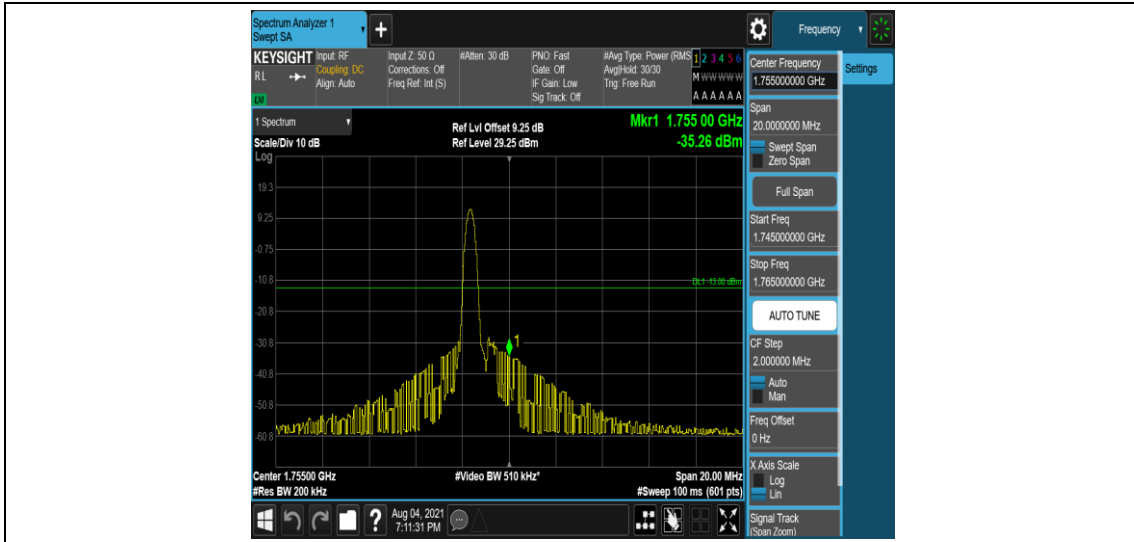 Spectrum Analyzer 1
Swept SA
+
Frequency
KEYSIGHT
RL
Input: RF
Coupling: DC
Align: Auto
Input Z: 50 Ω
Corrections: Off
Freq Ref: Int (S)
#Atten: 30 dB
PNO: Fast
Gate: Off
IF Gain: Low
Sig Track: Off
#Avg Type: Power (RMS
Avg|Hold: 30/30
Trig: Free Run
1 2 3 4 5 6
M W W W W W
A A A A A A
1 Spectrum
Scale/Div 10 dB
Ref Lvl Offset 9.25 dB
Ref Level 29.25 dBm
Mkr1 1.755 00 GHz
-35.26 dBm
Log
19.3
9.25
-0.75
-10.8
DL1 -13.00 dBm
-20.8
-30.8
1
-40.8
-50.8
-60.8
Center 1.75500 GHz
#Res BW 200 kHz
#Video BW 510 kHz*
Span 20.00 MHz
#Sweep 100 ms (601 pts)
Center Frequency
1.755000000 GHz
Settings
Span
20.0000000 MHz
Swept Span
Zero Span
Full Span
Start Freq
1.745000000 GHz
Stop Freq
1.765000000 GHz
AUTO TUNE
CF Step
2.000000 MHz
Auto
Man
Freq Offset
0 Hz
X Axis Scale
Log
Lin
Signal Track
(Span Zoom)
?
Aug 04, 2021
7:11:31 PM